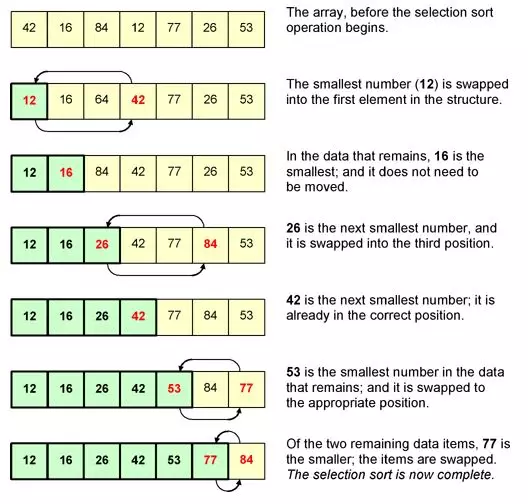 42 16 84 12 77 26 53
The array, before the selection sort
operation begins.
12 16 64 42 77 26 53
The smallest number (12) is swapped
into the first element in the structure.
12 16 84 42 77 26 53
In the data that remains, 16 is the
smallest; and it does not need to
be moved.
12 16 26 42 77 84 53
26 is the next smallest number, and
it is swapped into the third position.
12 16 26 42 77 84 53
42 is the next smallest number; it is
already in the correct position.
12 16 26 42 53 84 77
53 is the smallest number in the data
that remains; and it is swapped to
the appropriate position.
12 16 26 42 53 77 84
Of the two remaining data items, 77 is
the smaller; the items are swapped.
The selection sort is now complete.